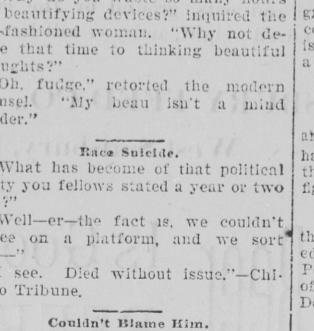 beautifying devices?" inquired the
-fashioned woman. "Why not de-
e that time to thinking beautiful
ughts?"
Oh, fudge," retorted the modern
nsel. "My beau isn't a mind
der."
Race Suicide.
What has become of that political
ty you fellows stated a year or two
?"
Well—er—the fact is, we couldn't
ee on a platform, and we sort
—"
I see. Died without issue."—Chi-
o Tribune.
Couldn't Blame Him.